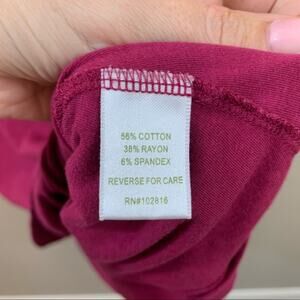 56% COTTON
38% RAYON
6% SPANDEX
REVERSE FOR CARE
RN#102816